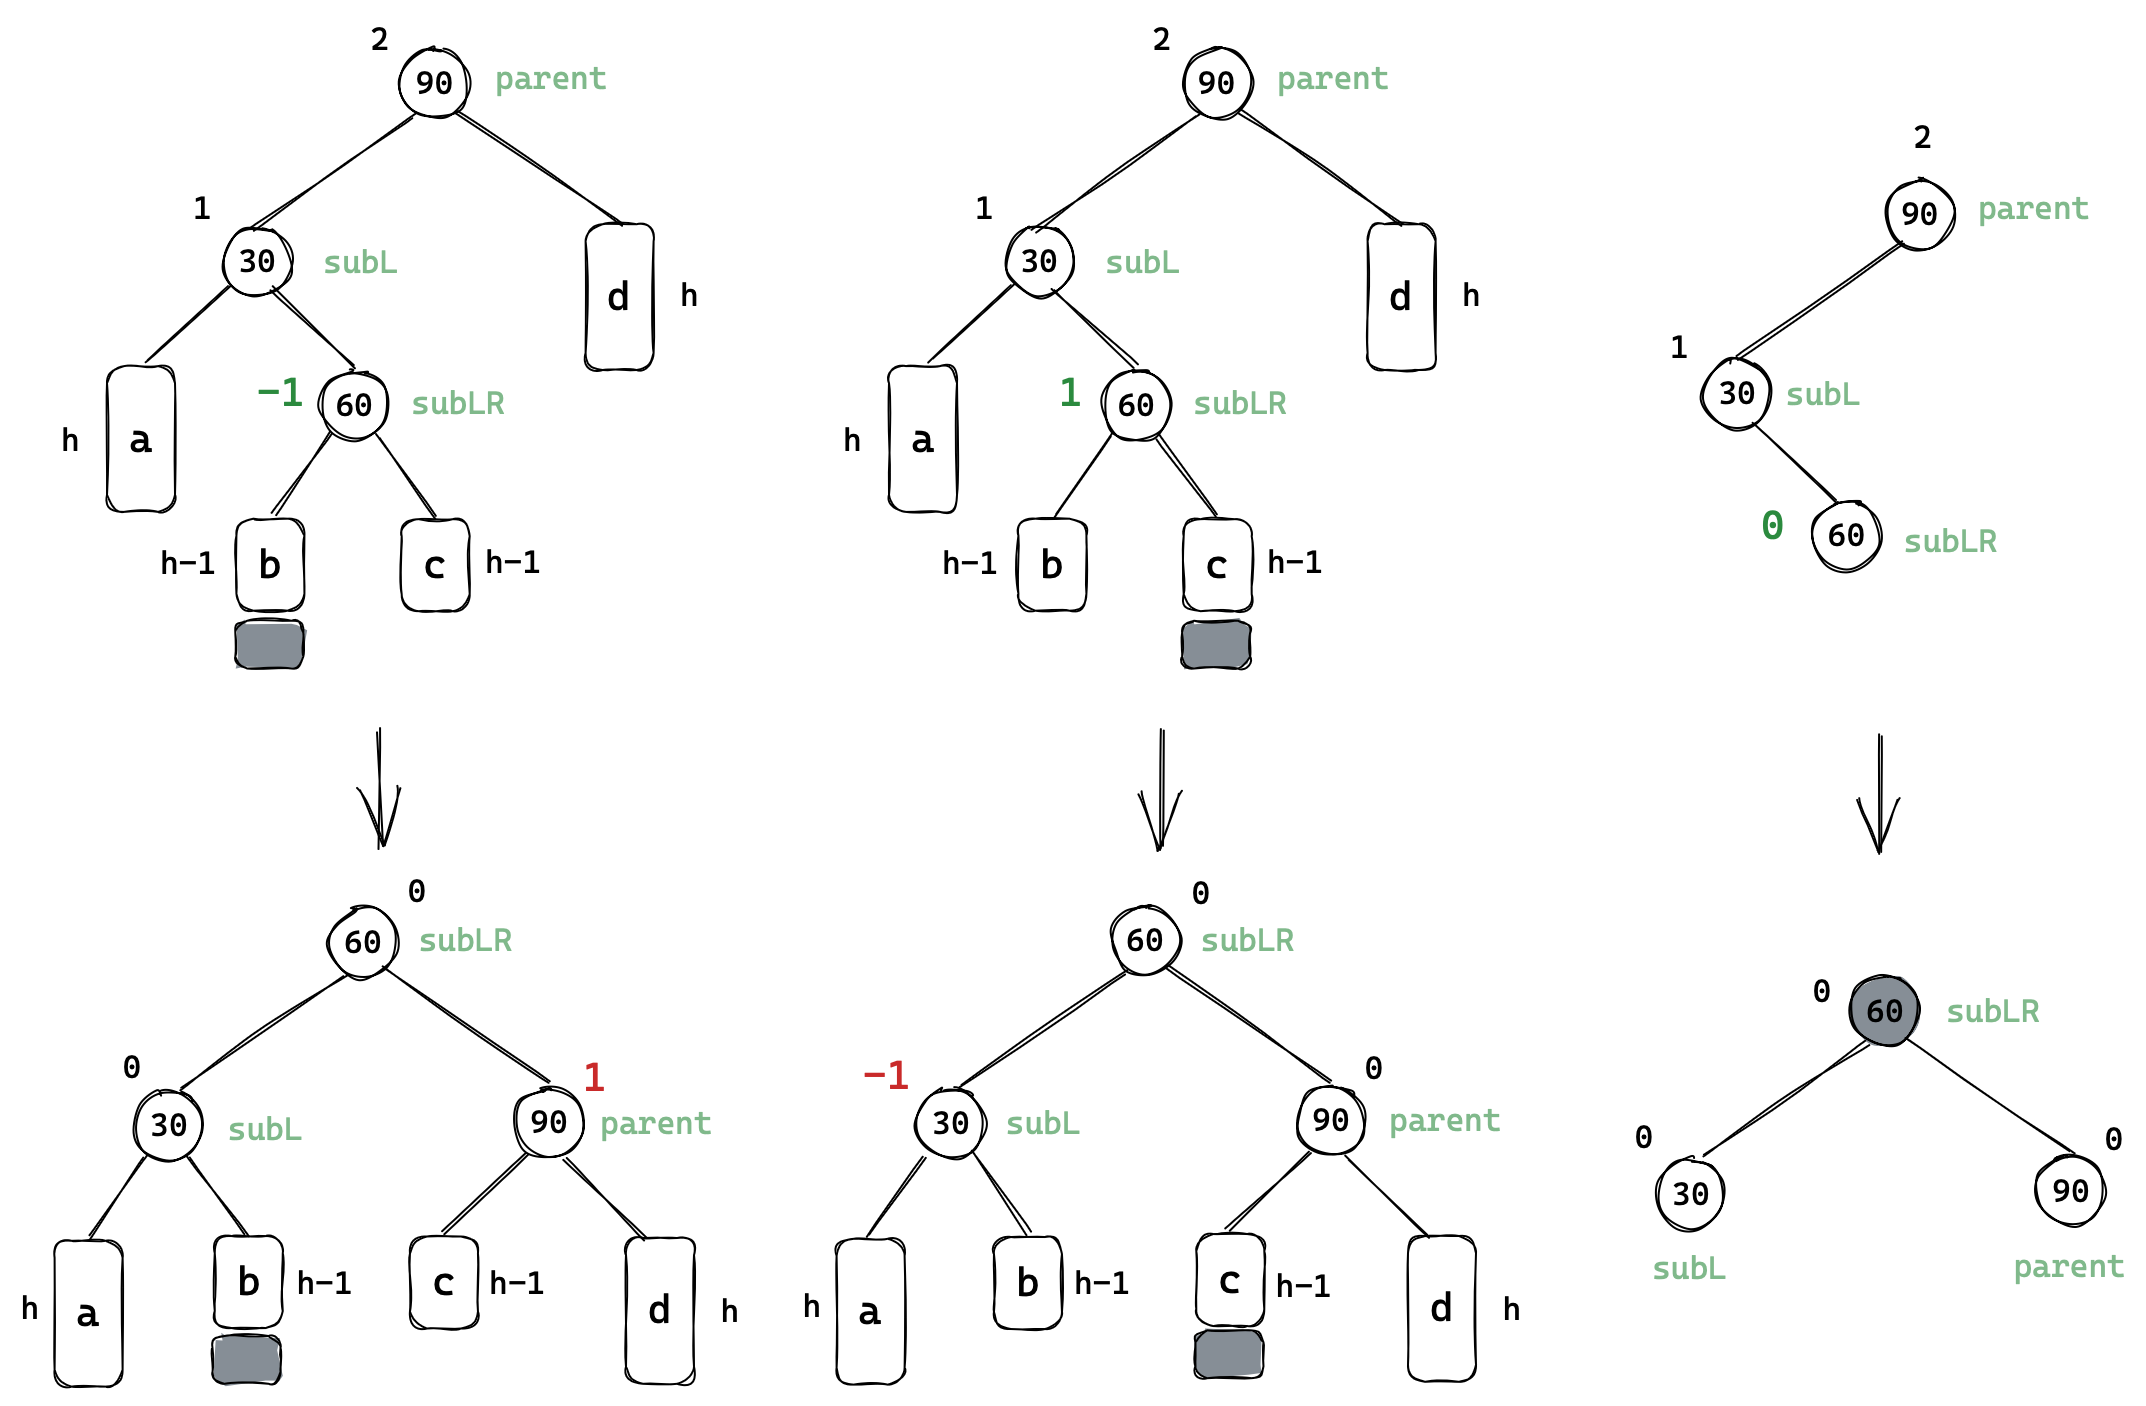 2
90 parent
1
30 subL
d h
-1 60 subLR
h a
h-1 b c h-1
2
90 parent
1
30 subL
d h
1 60 subLR
h a
h-1 b c h-1
2
90 parent
1
30 subL
0 60 subLR
0
60 subLR
0 1
30 subL 90 parent
h a b h-1 c h-1 d h
0
60 subLR
-1 0
30 subL 90 parent
h a b h-1 c h-1 d h
0 60 subLR
0 0
30 90
subL parent